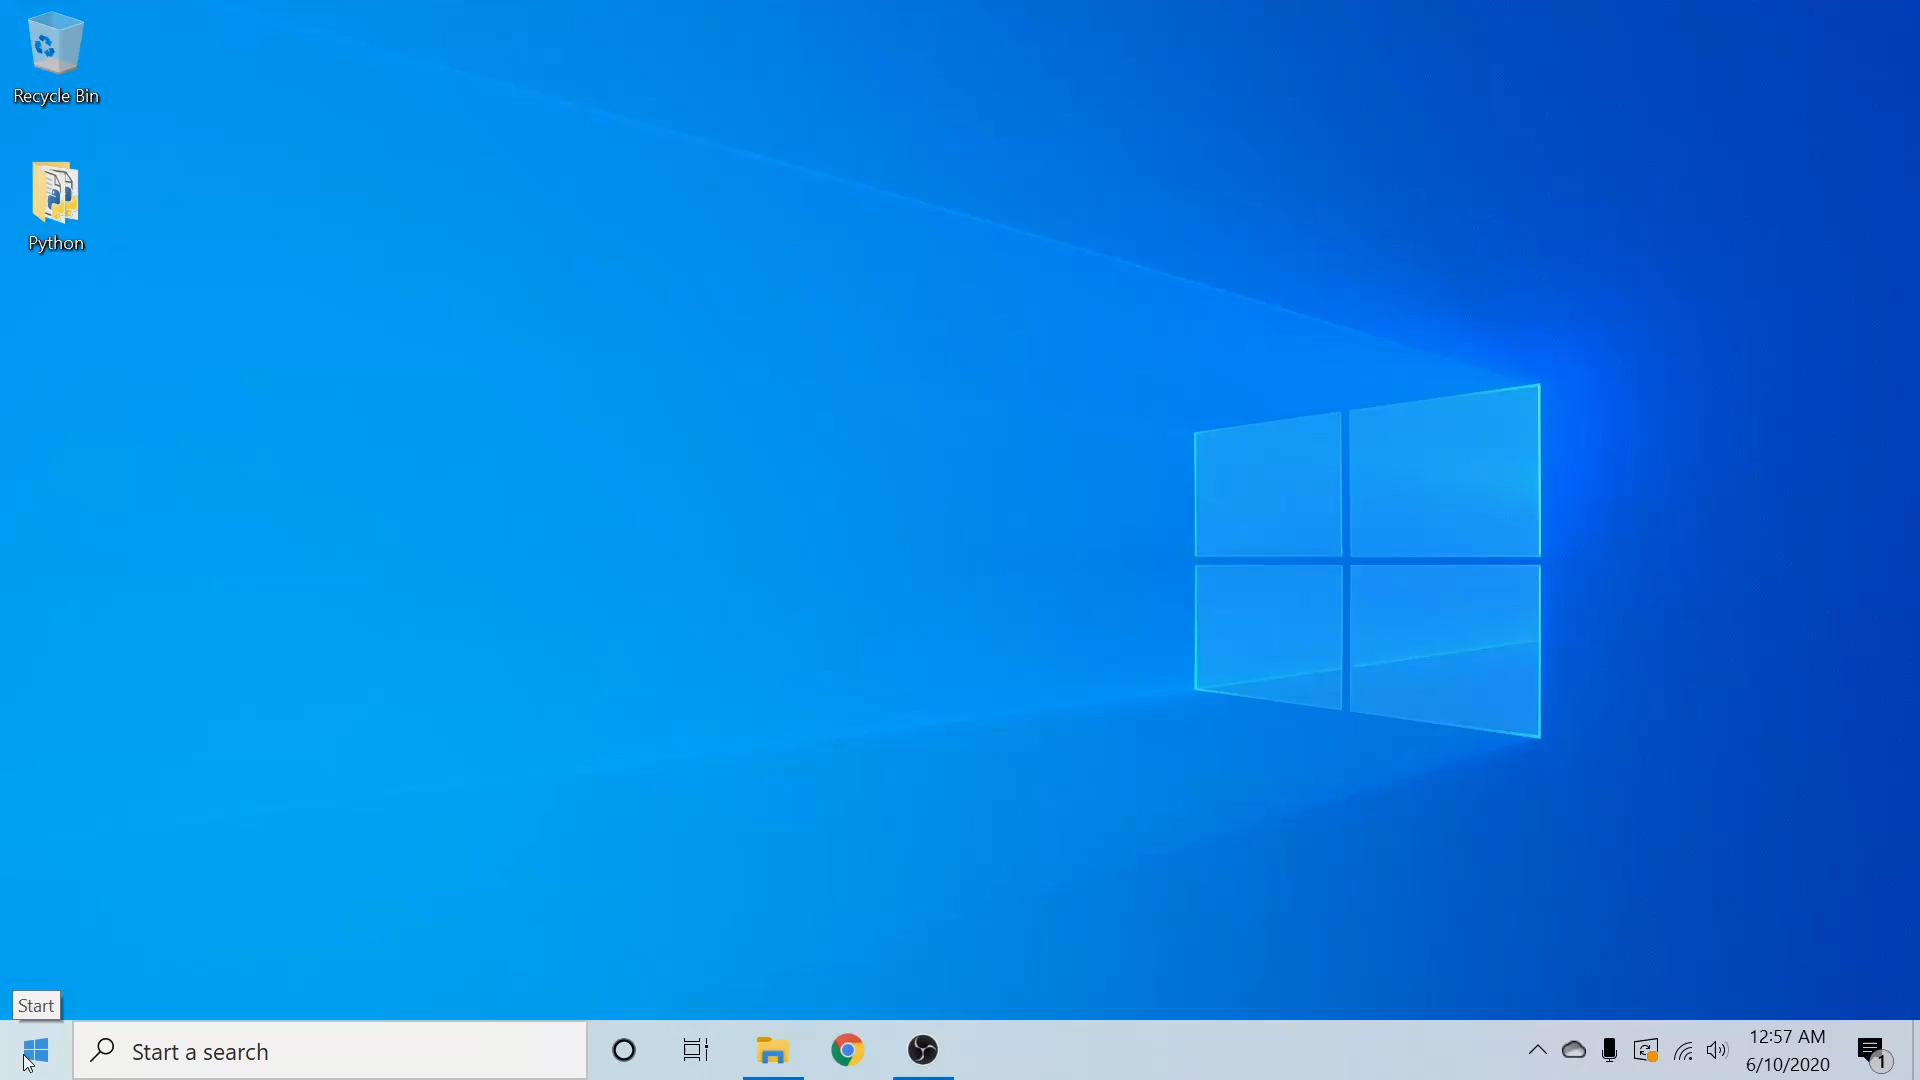 Recycle Bin
Python
Start
Start a search
12:57 AM
6/10/2020
1